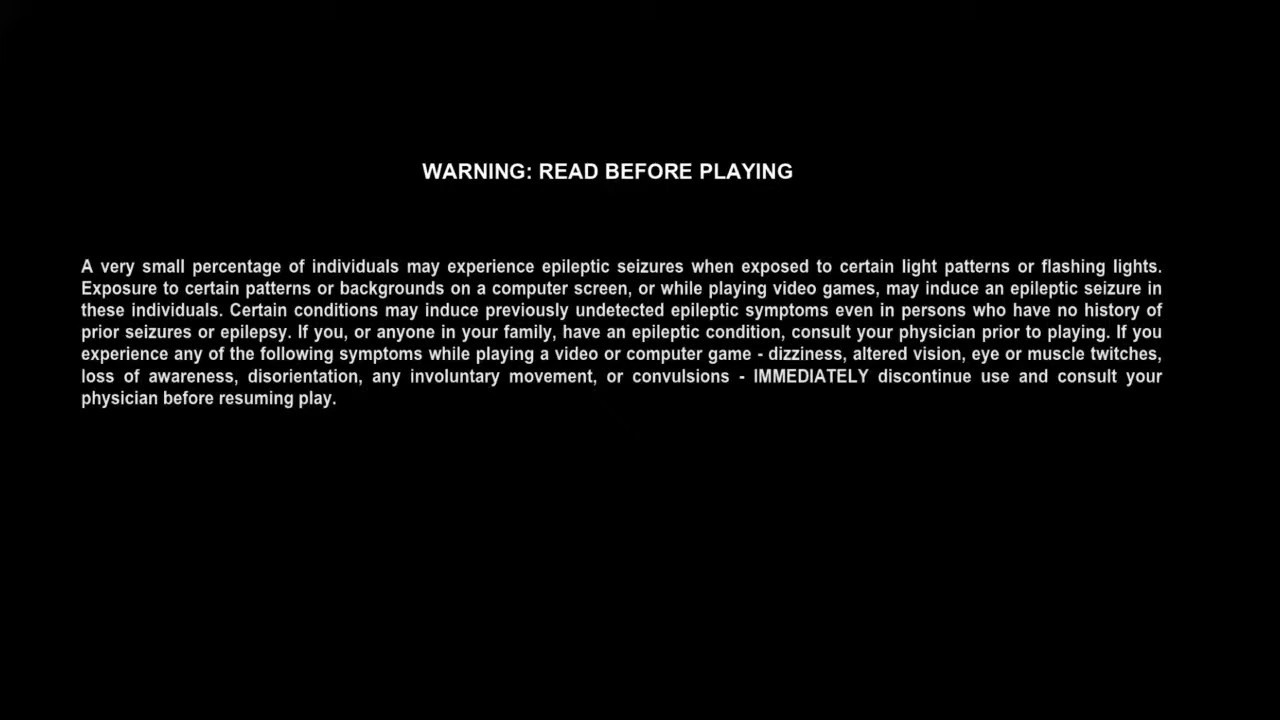 WARNING: READ BEFORE PLAYING
A very small percentage of individuals may experience epileptic seizures when exposed to certain light patterns or flashing lights.
Exposure to certain patterns or backgrounds on a computer screen, or while playing video games, may induce an epileptic seizure in
these individuals. Certain conditions may induce previously undetected epileptic symptoms even in persons who have no history of
prior seizures or epilepsy. If you, or anyone in your family, have an epileptic condition, consult your physician prior to playing. If you
experience any of the following symptoms while playing a video or computer game - dizziness, altered vision, eye or muscle twitches,
loss of awareness, disorientation, any involuntary movement, or convulsions - IMMEDIATELY discontinue use and consult your
physician before resuming play.